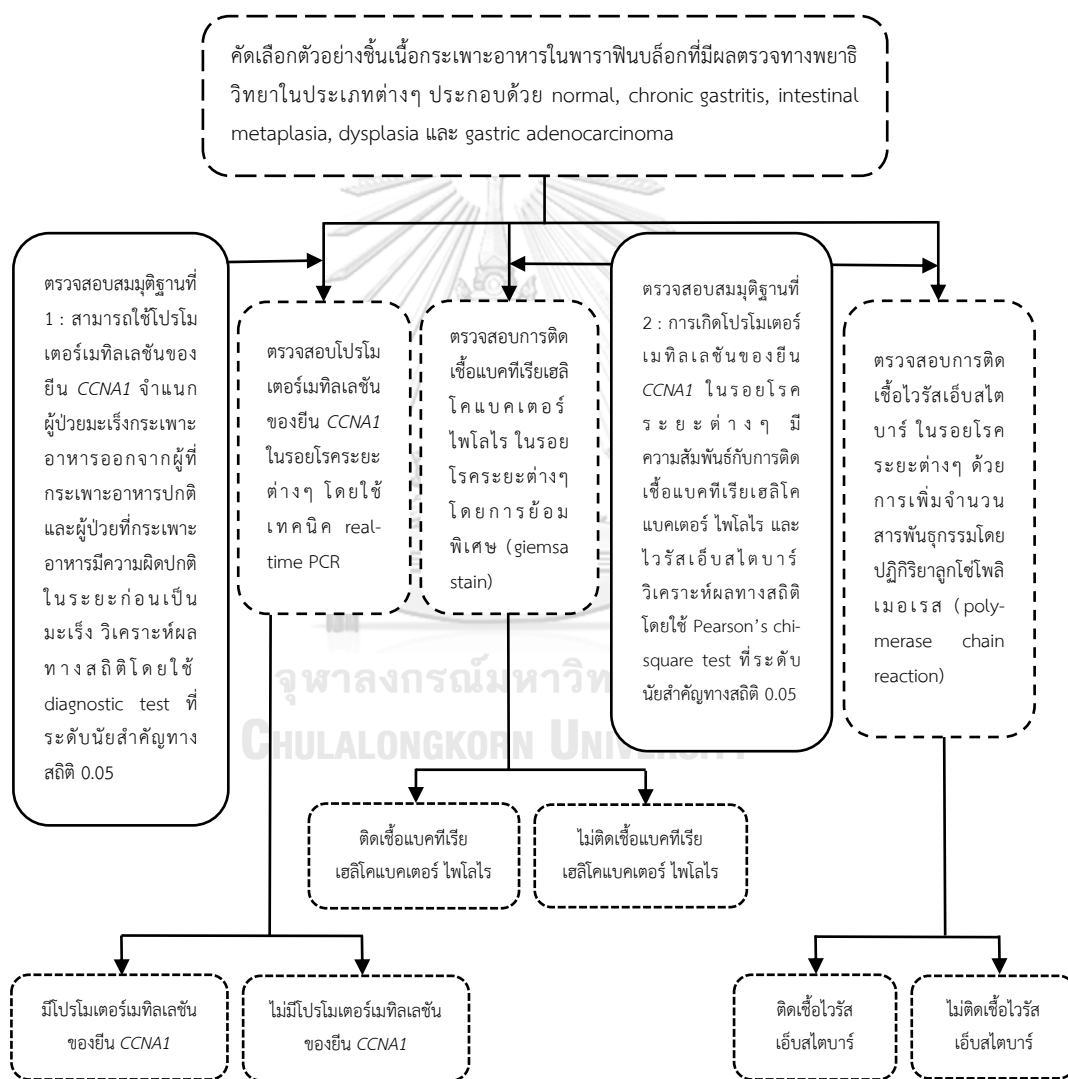 คัดเลือกตัวอย่างชิ้นเนื้อกระเพาะอาหารในพาราฟินบล็อกที่มีผลตรวจทางพยาธิ
วิทยาในประเภทต่างๆ ประกอบด้วย normal, chronic gastritis, intestinal
metaplasia, dysplasia และ gastric adenocarcinoma
ตรวจสอบสมมุติฐานที่
1 : สามารถใช้โปรโม
เตอร์เมทิลเลชันของ
ยีน CCNA1 จำแนก
ผู้ป่วยมะเร็งกระเพาะ
อาหารออกจากผู้ที่
กระเพาะอาหารปกติ
และผู้ป่วยที่กระเพาะ
อาหารมีความผิดปกติ
ในระยะก่อนเป็น
มะเร็ง วิเคราะห์ผล
ทางสถิติโดยใช้
diagnostic test ที่
ระดับนัยสำคัญทาง
สถิติ 0.05
ตรวจสอบโปรโม
เตอร์เมทิลเลชัน
ของยีน CCNA1
ในรอยโรคระยะ
ต่างๆ โดยใช้
เทคนิค real-
time PCR
ตรวจสอบการติด
เชื้อแบคทีเรียเฮลิ
โคแบคเตอร์
ไพโลไร ในรอย
โรคระยะต่างๆ
โดยการย้อม
พิเศษ (giemsa
stain)
ตรวจสอบสมมุติฐานที่
2 : การเกิดโปรโมเตอร์
เมทิลเลชันของยีน
CCNA1 ในรอยโรค
ระยะต่างๆ มี
ความสัมพันธ์กับการติด
เชื้อแบคทีเรียเฮลิโค
แบคเตอร์ ไพโลไร และ
ไวรัสเอ็บสไตบาร์
วิเคราะห์ผลทางสถิติ
โดยใช้ Pearson's chi-
square test ที่ระดับ
นัยสำคัญทางสถิติ 0.05
ตรวจสอบการติด
เชื้อไวรัสเอ็บสไต
บาร์ ในรอยโรค
ระยะต่างๆ ด้วย
การเพิ่มจำนวน
สารพันธุกรรมโดย
ปฏิกิริยาลูกโซ่โพลิ
เมอเรส (poly-
merase chain
reaction)
จุฬาลงกรณ์มหาวิท
CHULALONGKORN UNIVERSITY
ติดเชื้อแบคทีเรีย
เฮลิโคแบคเตอร์ ไพโลไร
ไม่ติดเชื้อแบคทีเรีย
เฮลิโคแบคเตอร์ ไพโลไร
มีโปรโมเตอร์เมทิลเลชัน
ของยีน CCNA1
ไม่มีโปรโมเตอร์เมทิลเลชัน
ของยีน CCNA1
ติดเชื้อไวรัส
เอ็บสไตบาร์
ไม่ติดเชื้อไวรัส
เอ็บสไตบาร์